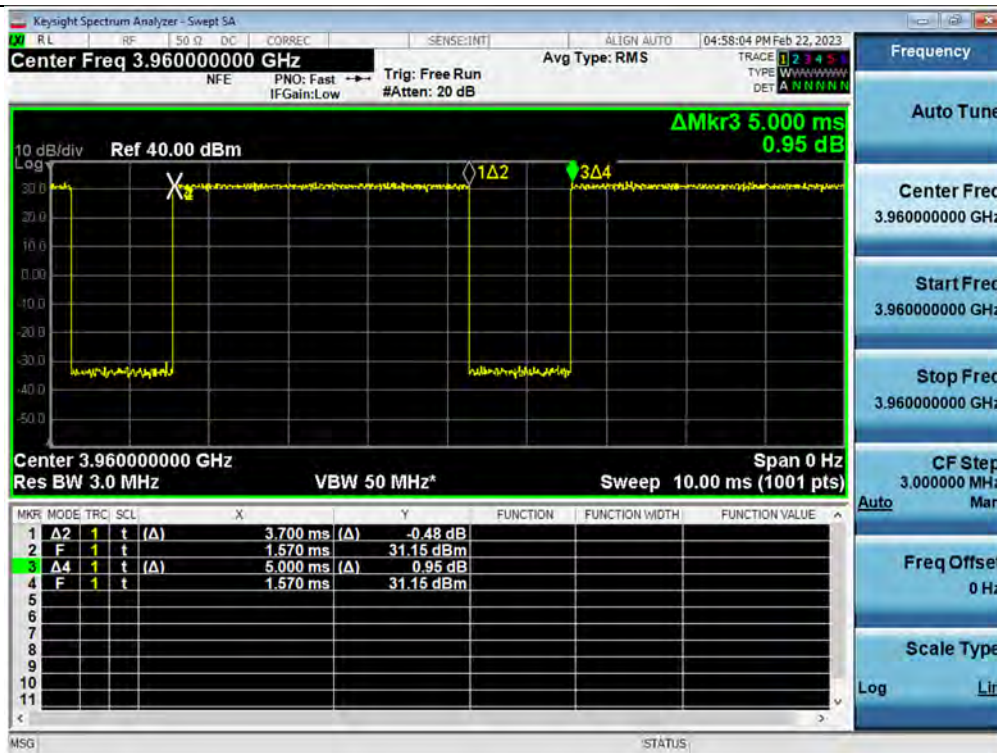 Keysight Spectrum Analyzer - Swept SA
RL RF 50 Ω DC CORREC SENSE:INT ALIGN AUTO 04:58:04 PM Feb 22, 2023
Center Freq 3.960000000 GHz Avg Type: RMS TRACE 1 2 3 4 5 6
NFE PNO: Fast Trig: Free Run TYPE W
IFGain:Low #Atten: 20 dB DET A N N N N N
ΔMkr3 5.000 ms
0.95 dB
10 dB/div Ref 40.00 dBm
Log
1Δ2 3Δ4
30.0
2
20.0
10.0
0.00
-10.0
-20.0
-30.0
-40.0
-50.0
Center 3.960000000 GHz Span 0 Hz
Res BW 3.0 MHz VBW 50 MHz* Sweep 10.00 ms (1001 pts)
MKR MODE TRC SCL X Y FUNCTION FUNCTION WIDTH FUNCTION VALUE
1 Δ2 1 t (Δ) 3.700 ms (Δ) -0.48 dB
2 F 1 t 1.570 ms 31.15 dBm
3 Δ4 1 t (Δ) 5.000 ms (Δ) 0.95 dB
4 F 1 t 1.570 ms 31.15 dBm
5
6
7
8
9
10
11
MSG STATUS
Frequency
Auto Tune
Center Freq
3.960000000 GHz
Start Freq
3.960000000 GHz
Stop Freq
3.960000000 GHz
CF Step
3.000000 MHz
Auto Man
Freq Offset
0 Hz
Scale Type
Log Lin